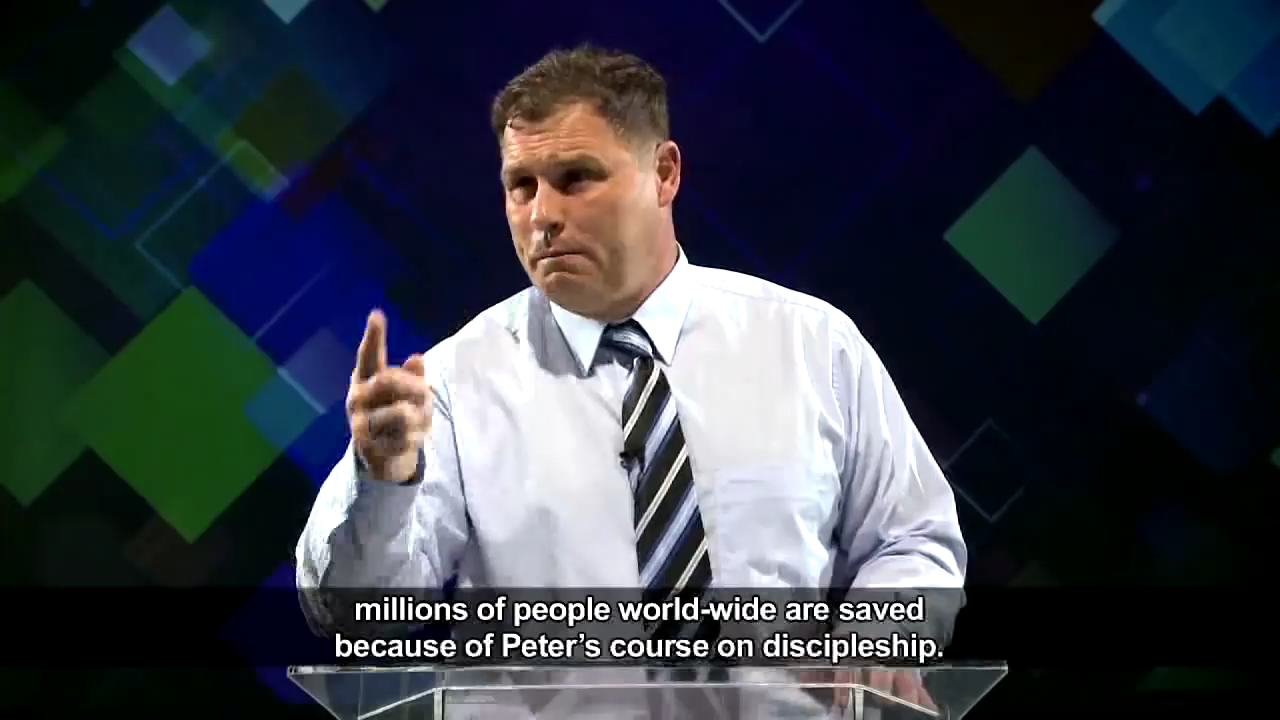 millions of people world-wide are saved
because of Peter’s course on discipleship.